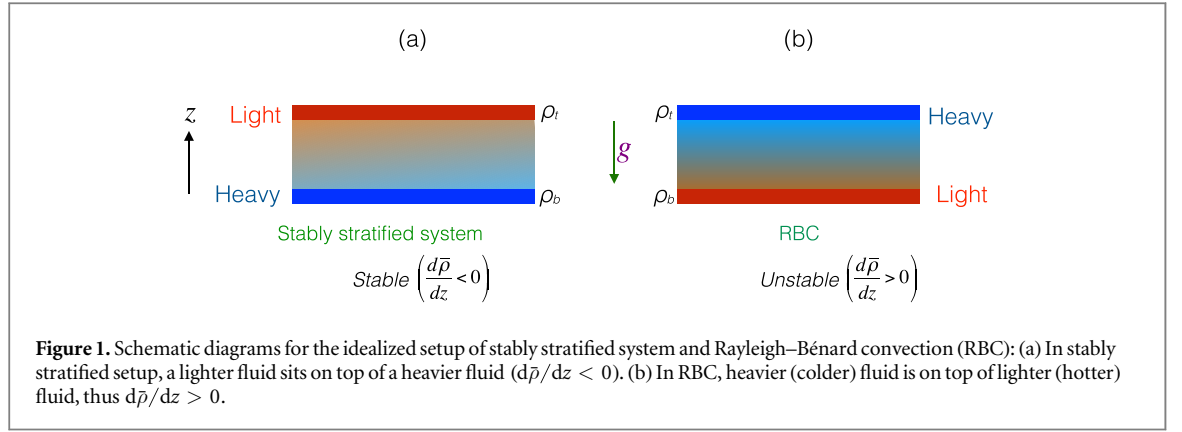 (a)
(b)
z
Light
ρt
ρt
Heavy
g
Heavy
ρb
ρb
Light
Stably stratified system
RBC
Stable (dρ̄/dz < 0)
Unstable (dρ̄/dz > 0)
Figure 1. Schematic diagrams for the idealized setup of stably stratified system and Rayleigh–Bénard convection (RBC): (a) In stably
stratified setup, a lighter fluid sits on top of a heavier fluid (dρ̄/dz < 0). (b) In RBC, heavier (colder) fluid is on top of lighter (hotter)
fluid, thus dρ̄/dz > 0.